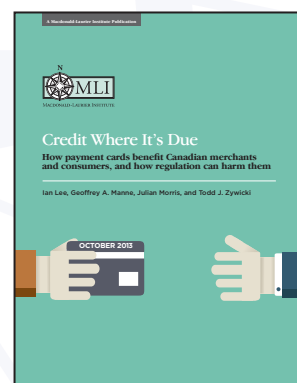 A Macdonald-Laurier Institute Publication
N
MLI
MACDONALD-LAURIER INSTITUTE
Credit Where It's Due
How payment cards benefit Canadian merchants
and consumers, and how regulation can harm them
Ian Lee, Geoffrey A. Manne, Julian Morris, and Todd J. Zywicki
OCTOBER 2013